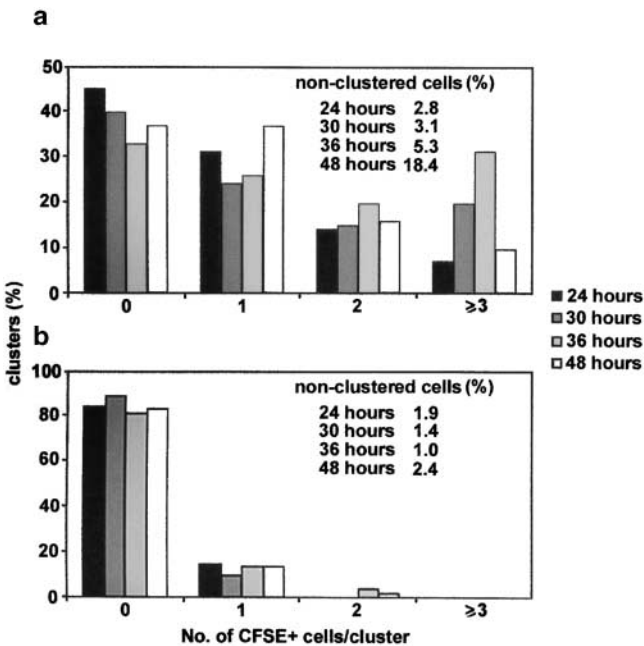 a
50
40
30
20
10
0
non-clustered cells (%)
24 hours 2.8
30 hours 3.1
36 hours 5.3
48 hours 18.4
0 1 2 ≥3
clusters (%)
24 hours
30 hours
36 hours
48 hours
b
100
80
60
40
20
0
non-clustered cells (%)
24 hours 1.9
30 hours 1.4
36 hours 1.0
48 hours 2.4
0 1 2 ≥3
No. of CFSE+ cells/cluster